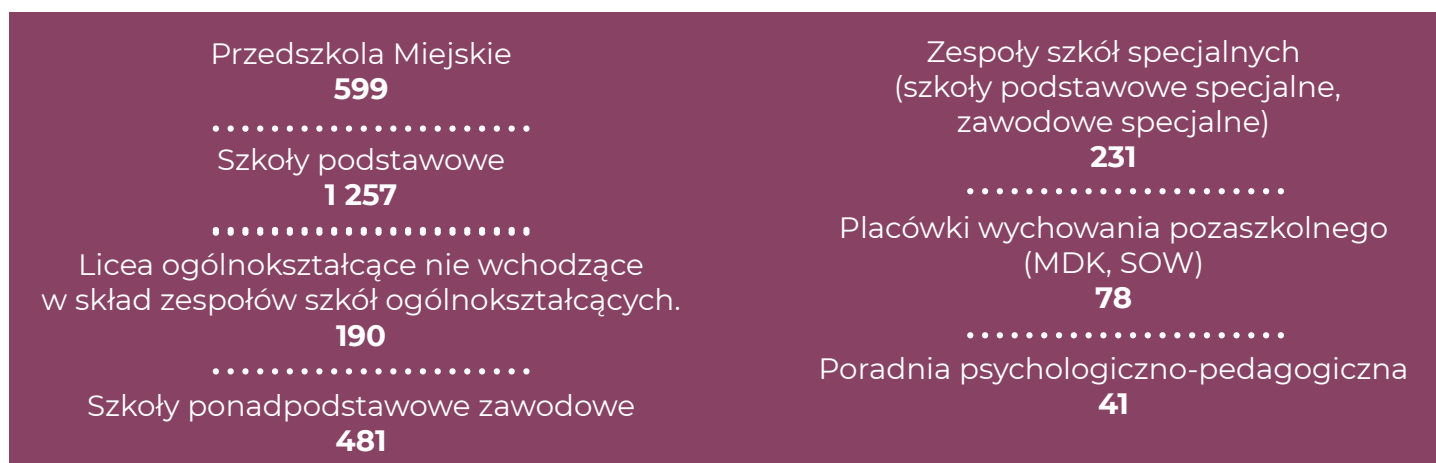 Przedszkola Miejskie
599
Szkoły podstawowe
1 257
Licea ogólnokształcące nie wchodzące
w skład zespołów szkół ogólnokształcących.
190
Szkoły ponadpodstawowe zawodowe
481
Zespoły szkół specjalnych
(szkoły podstawowe specjalne,
zawodowe specjalne)
231
Placówki wychowania pozaszkolnego
(MDK, SOW)
78
Poradnia psychologiczno-pedagogiczna
41